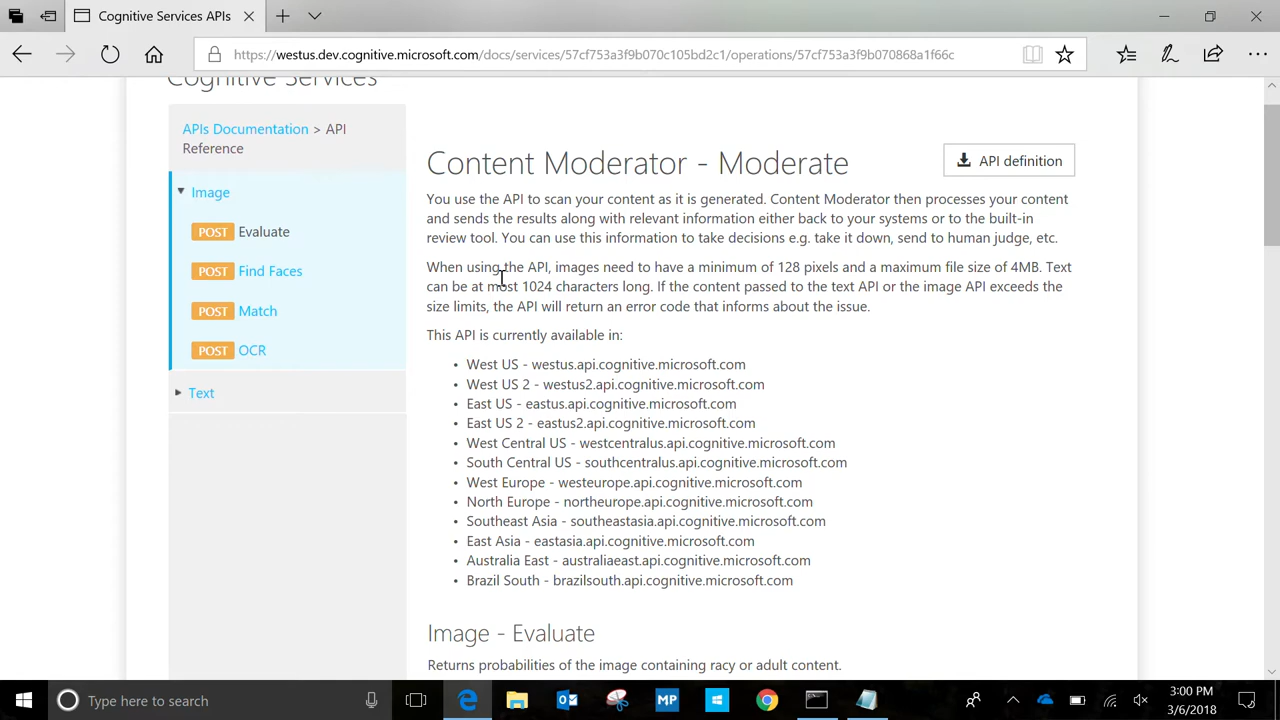 Cognitive Services APIs
https://westus.dev.cognitive.microsoft.com/docs/services/57cf753a3f9b070c105bd2c1/operations/57cf753a3f9b070868a1f66c
Cognitive Services
APIs Documentation > API
Reference
Image
POST Evaluate
POST Find Faces
POST Match
POST OCR
Text
Content Moderator - Moderate
API definition
You use the API to scan your content as it is generated. Content Moderator then processes your content
and sends the results along with relevant information either back to your systems or to the built-in
review tool. You can use this information to take decisions e.g. take it down, send to human judge, etc.
When using the API, images need to have a minimum of 128 pixels and a maximum file size of 4MB. Text
can be at most 1024 characters long. If the content passed to the text API or the image API exceeds the
size limits, the API will return an error code that informs about the issue.
This API is currently available in:
• West US - westus.api.cognitive.microsoft.com
• West US 2 - westus2.api.cognitive.microsoft.com
• East US - eastus.api.cognitive.microsoft.com
• East US 2 - eastus2.api.cognitive.microsoft.com
• West Central US - westcentralus.api.cognitive.microsoft.com
• South Central US - southcentralus.api.cognitive.microsoft.com
• West Europe - westeurope.api.cognitive.microsoft.com
• North Europe - northeurope.api.cognitive.microsoft.com
• Southeast Asia - southeastasia.api.cognitive.microsoft.com
• East Asia - eastasia.api.cognitive.microsoft.com
• Australia East - australiaeast.api.cognitive.microsoft.com
• Brazil South - brazilsouth.api.cognitive.microsoft.com
Image - Evaluate
Returns probabilities of the image containing racy or adult content.
Type here to search
MP
3:00 PM
3/6/2018